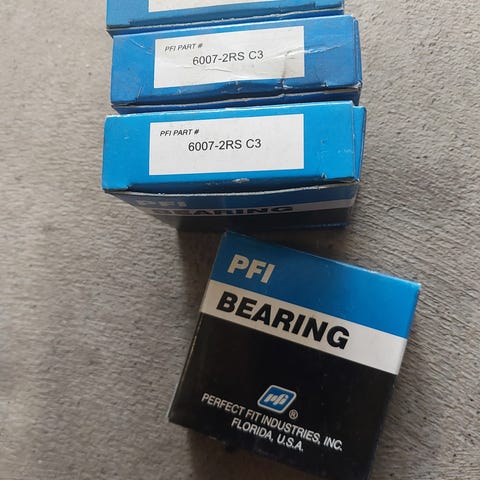 PFI PART #
6007-2RS C3
PFI PART #
6007-2RS C3
PFI
BEARING
PFI
BEARING
pfi ®
PERFECT FIT INDUSTRIES, INC.
FLORIDA, U.S.A.